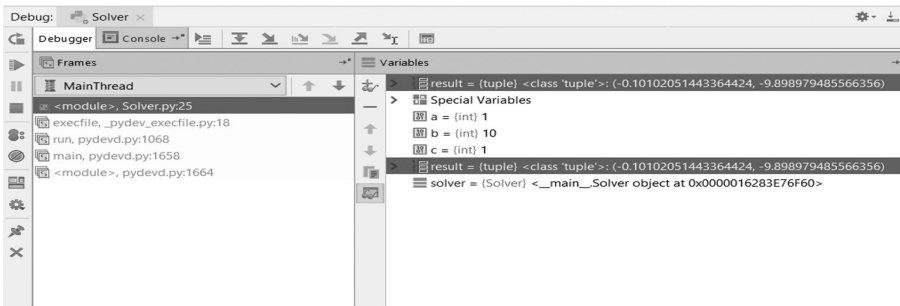 Debug: Solver ×
Debugger Console
Frames
Variables
MainThread
<module>, Solver.py:25
execfile, _pydev_execfile.py:18
run, pydevd.py:1068
main, pydevd.py:1658
<module>, pydevd.py:1664
result = {tuple} <class 'tuple'>: (-0.10102051443364424, -9.898979485566356)
Special Variables
a = {int} 1
b = {int} 10
c = {int} 1
result = {tuple} <class 'tuple'>: (-0.10102051443364424, -9.898979485566356)
solver = {Solver} <__main__.Solver object at 0x0000016283E76F60>